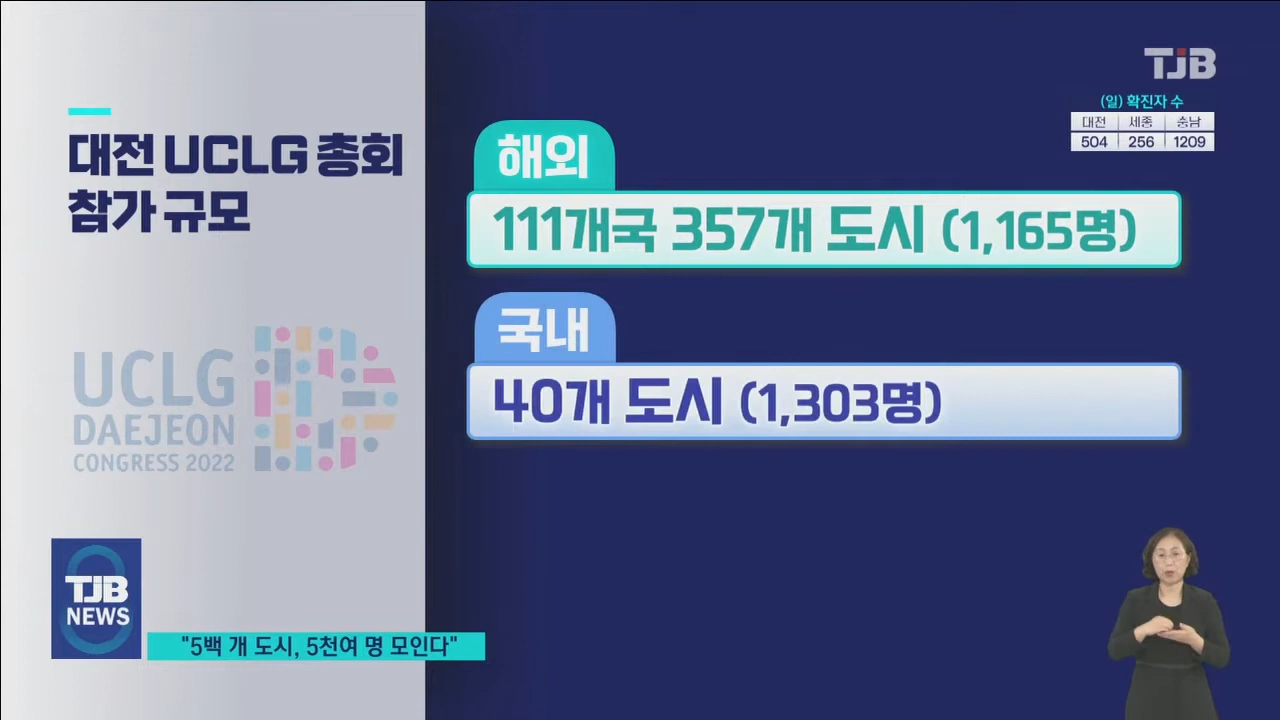 TJB
(일) 확진자 수
대전 세종 충남
504 256 1209
대전 UCLG 총회
참가 규모
해외
111개국 357개 도시 (1,165명)
국내
40개 도시 (1,303명)
UCLG
DAEJEON
CONGRESS 2022
TJB
NEWS
"5백 개 도시, 5천여 명 모인다"